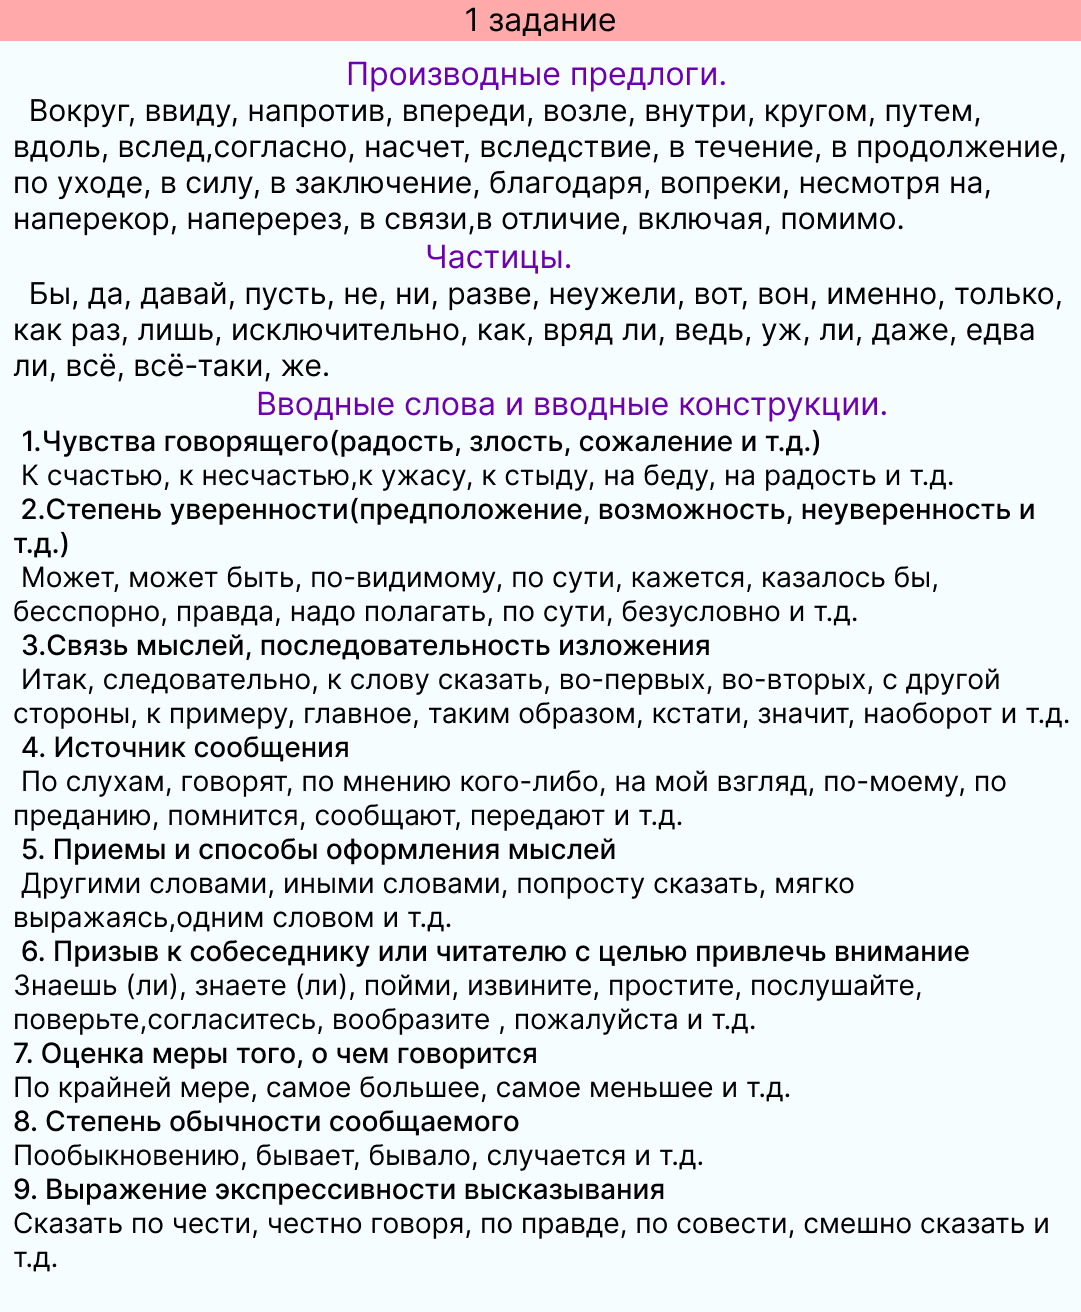 1 задание
Производные предлоги.
Вокруг, ввиду, напротив, впереди, возле, внутри, кругом, путем,
вдоль, вслед,согласно, насчет, вследствие, в течение, в продолжение,
по уходе, в силу, в заключение, благодаря, вопреки, несмотря на,
наперекор, наперерез, в связи,в отличие, включая, помимо.
Частицы.
Бы, да, давай, пусть, не, ни, разве, неужели, вот, вон, именно, только,
как раз, лишь, исключительно, как, вряд ли, ведь, уж, ли, даже, едва
ли, всё, всё-таки, же.
Вводные слова и вводные конструкции.
1.Чувства говорящего(радость, злость, сожаление и т.д.)
К счастью, к несчастью,к ужасу, к стыду, на беду, на радость и т.д.
2.Степень уверенности(предположение, возможность, неуверенность и
т.д.)
Может, может быть, по-видимому, по сути, кажется, казалось бы,
бесспорно, правда, надо полагать, по сути, безусловно и т.д.
3.Связь мыслей, последовательность изложения
Итак, следовательно, к слову сказать, во-первых, во-вторых, с другой
стороны, к примеру, главное, таким образом, кстати, значит, наоборот и т.д.
4. Источник сообщения
По слухам, говорят, по мнению кого-либо, на мой взгляд, по-моему, по
преданию, помнится, сообщают, передают и т.д.
5. Приемы и способы оформления мыслей
Другими словами, иными словами, попросту сказать, мягко
выражаясь,одним словом и т.д.
6. Призыв к собеседнику или читателю с целью привлечь внимание
Знаешь (ли), знаете (ли), пойми, извините, простите, послушайте,
поверьте,согласитесь, вообразите , пожалуйста и т.д.
7. Оценка меры того, о чем говорится
По крайней мере, самое большее, самое меньшее и т.д.
8. Степень обычности сообщаемого
Пообыкновению, бывает, бывало, случается и т.д.
9. Выражение экспрессивности высказывания
Сказать по чести, честно говоря, по правде, по совести, смешно сказать и
т.д.